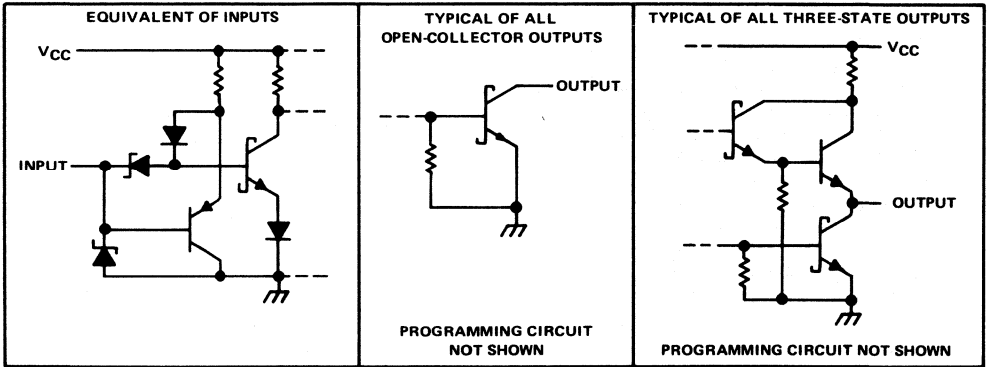 EQUIVALENT OF INPUTS
VCC
INPUT
TYPICAL OF ALL
OPEN-COLLECTOR OUTPUTS
OUTPUT
PROGRAMMING CIRCUIT
NOT SHOWN
TYPICAL OF ALL THREE-STATE OUTPUTS
VCC
OUTPUT
PROGRAMMING CIRCUIT NOT SHOWN